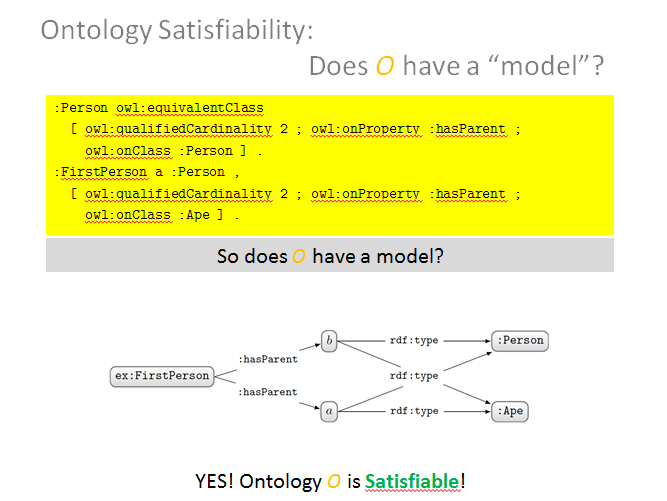 Ontology Satisfiability:
Does O have a “model”?
:Person owl:equivalentClass
[ owl:qualifiedCardinality 2 ; owl:onProperty :hasParent ;
owl:onClass :Person ] .
:FirstPerson a :Person ,
[ owl:qualifiedCardinality 2 ; owl:onProperty :hasParent ;
owl:onClass :Ape ] .
So does O have a model?
b
rdf:type
:Person
:hasParent
ex:FirstPerson
rdf:type
:hasParent
a
rdf:type
:Ape
YES! Ontology O is Satisfiable!